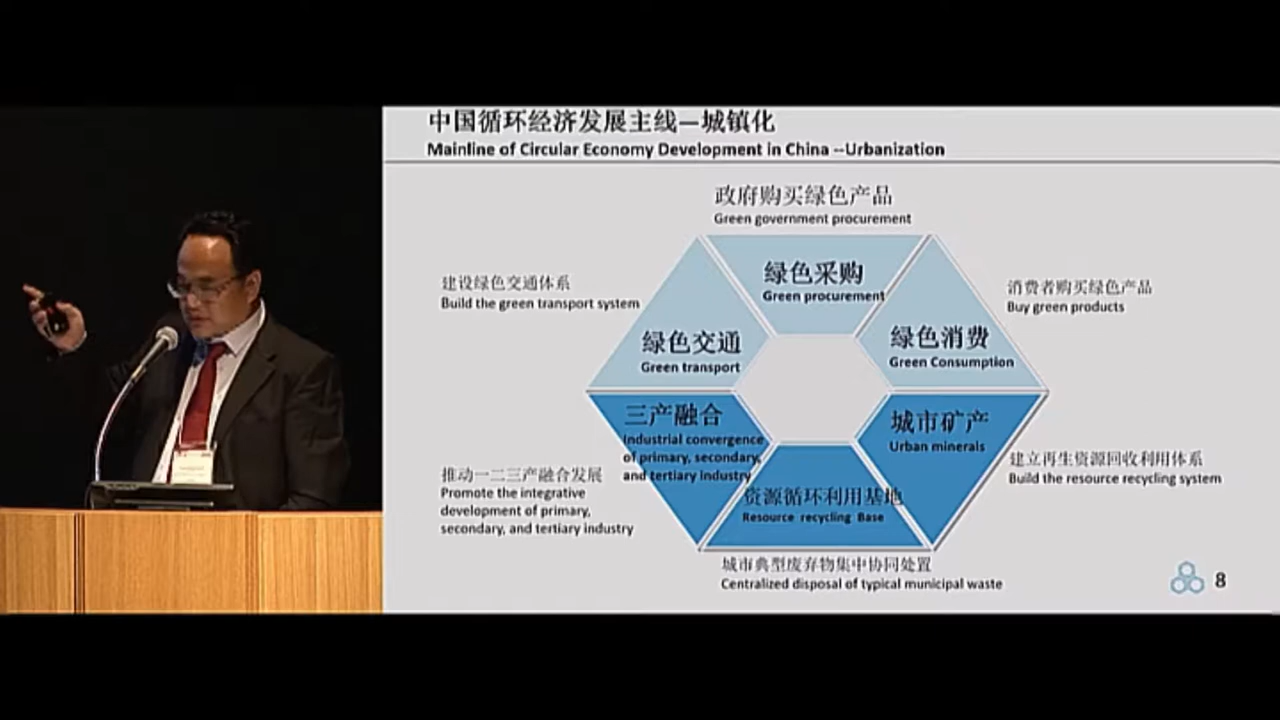 中国循环经济发展主线—城镇化
Mainline of Circular Economy Development in China --Urbanization
政府购买绿色产品
Green government procurement
绿色采购
Green procurement
建设绿色交通体系
Build the green transport system
消费者购买绿色产品
Buy green products
绿色交通
Green transport
绿色消费
Green Consumption
三产融合
Industrial convergence
of primary, secondary,
and tertiary industry
城市矿产
Urban minerals
推动一二三产融合发展
Promote the integrative
development of primary,
secondary, and tertiary industry
建立再生资源回收利用体系
Build the resource recycling system
资源循环利用基地
Resource recycling Base
城市典型废弃物集中协同处置
Centralized disposal of typical municipal waste
8